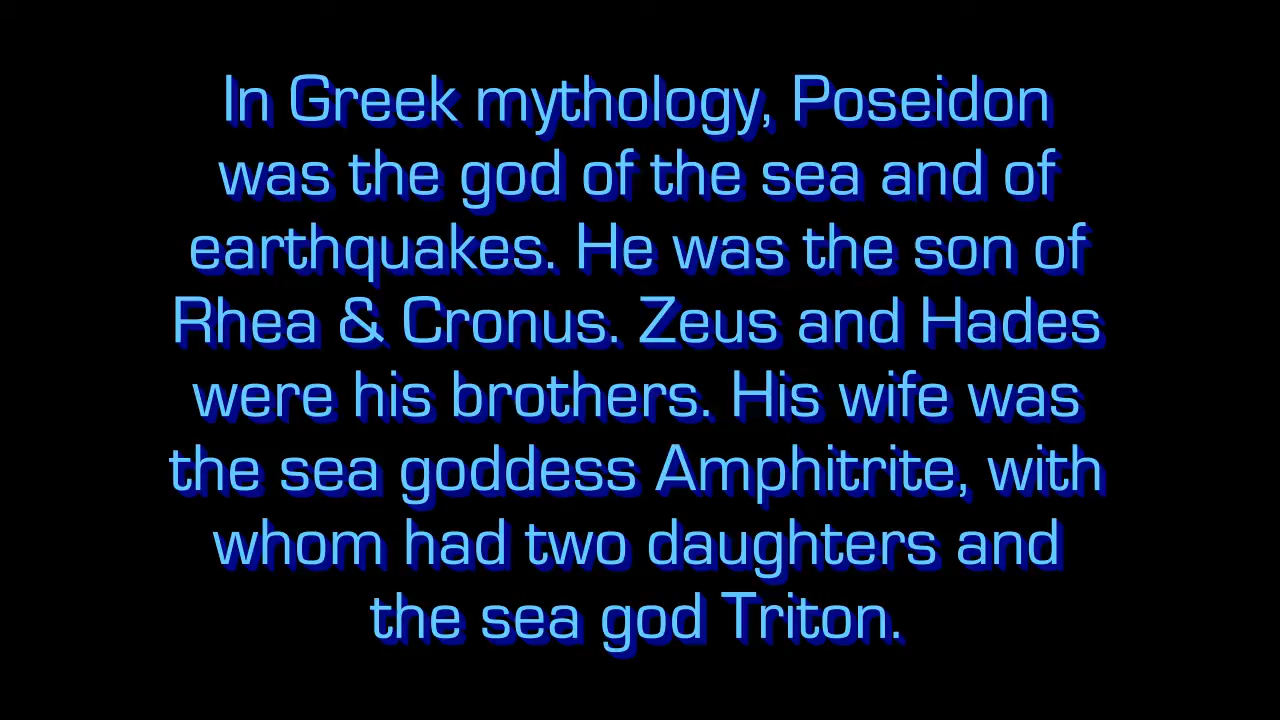 In Greek mythology, Poseidon
was the god of the sea and of
earthquakes. He was the son of
Rhea & Cronus. Zeus and Hades
were his brothers. His wife was
the sea goddess Amphitrite, with
whom had two daughters and
the sea god Triton.